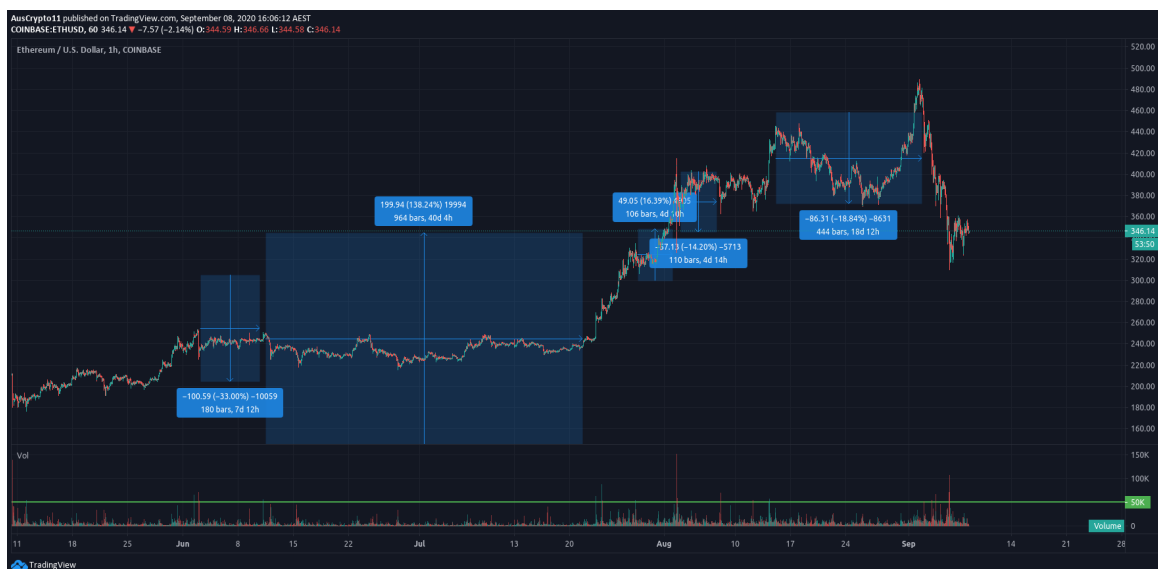 AusCrypto11 published on TradingView.com, September 08, 2020 16:06:12 AEST
COINBASE:ETHUSD, 60 346.14 ▼ −7.57 (−2.14%) O:344.59 H:346.66 L:344.58 C:346.14
Ethereum / U.S. Dollar, 1h, COINBASE
520.00
500.00
480.00
460.00
440.00
420.00
400.00
380.00
360.00
346.14
53:50
320.00
300.00
280.00
260.00
240.00
220.00
200.00
180.00
160.00
199.94 (138.24%) 19994
964 bars, 40d 4h
49.05 (16.39%) 4905
106 bars, 4d 10h
−57.13 (−14.20%) −5713
110 bars, 4d 14h
−86.31 (−18.84%) −8631
444 bars, 18d 12h
−100.59 (−33.00%) −10059
180 bars, 7d 12h
Vol
150K
100K
50K
Volume 0
11 18 25 Jun 8 15 22 Jul 13 20 Aug 10 17 24 Sep 14 21 28
TradingView